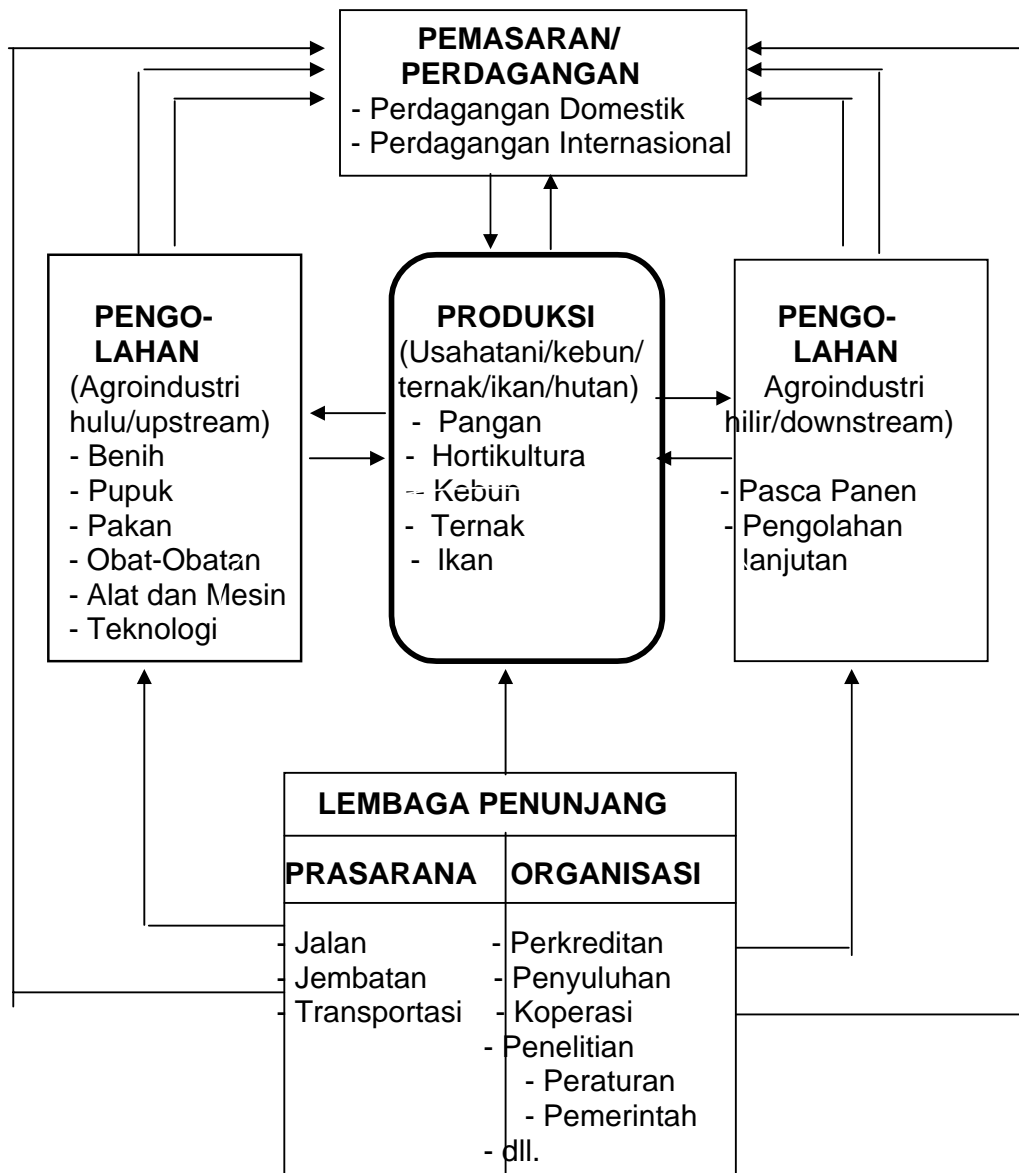 PEMASARAN/
PERDAGANGAN
- Perdagangan Domestik
- Perdagangan Internasional
PENGO-
LAHAN
(Agroindustri
hulu/upstream)
- Benih
- Pupuk
- Pakan
- Obat-Obatan
- Alat dan Mesin
- Teknologi
PRODUKSI
(Usahatani/kebun/
ternak/ikan/hutan)
- Pangan
- Hortikultura
- Kebun
- Ternak
- Ikan
PENGO-
LAHAN
Agroindustri
hilir/downstream)
- Pasca Panen
- Pengolahan
lanjutan
LEMBAGA PENUNJANG
PRASARANA
- Jalan
- Jembatan
- Transportasi
ORGANISASI
- Perkreditan
- Penyuluhan
- Koperasi
- Penelitian
- Peraturan
- Pemerintah
- dll.